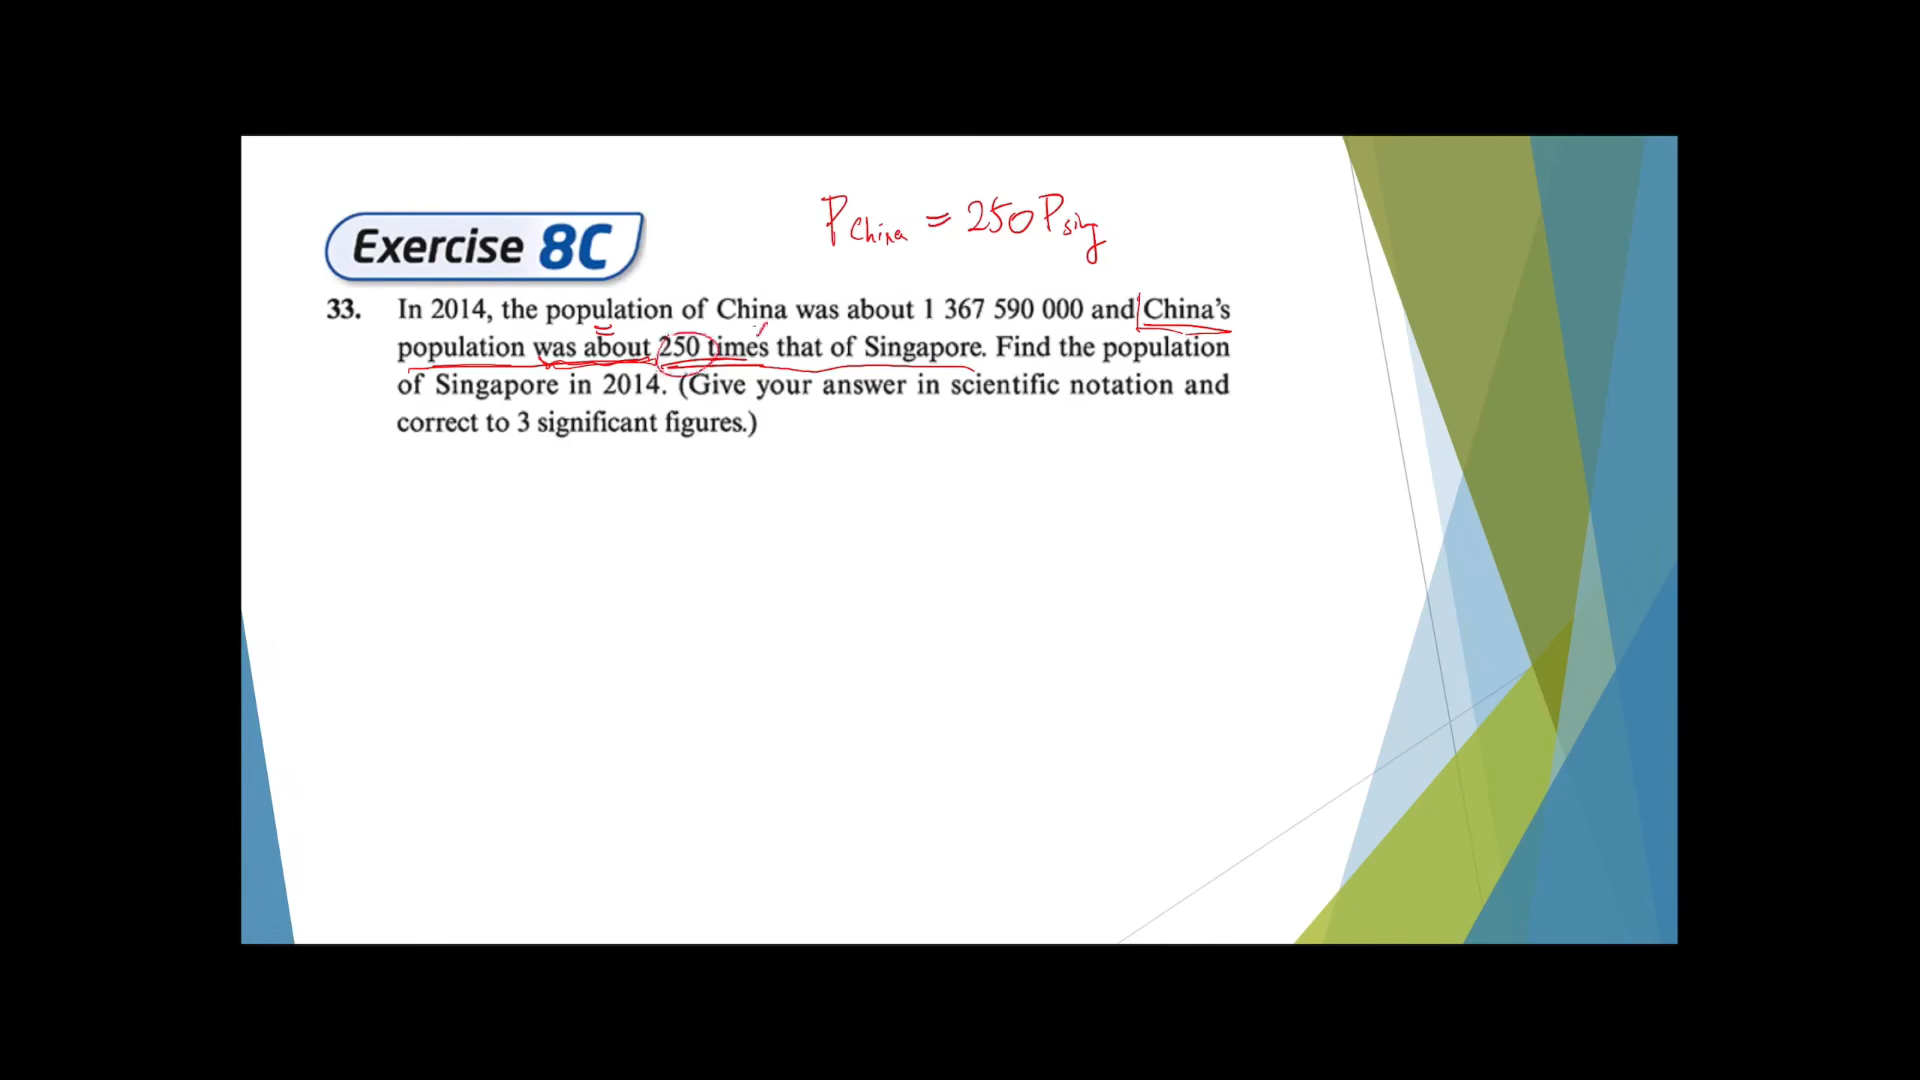 P China = 250 P sing
Exercise 8C
33. In 2014, the population of China was about 1 367 590 000 and China's
population was about 250 times that of Singapore. Find the population
of Singapore in 2014. (Give your answer in scientific notation and
correct to 3 significant figures.)